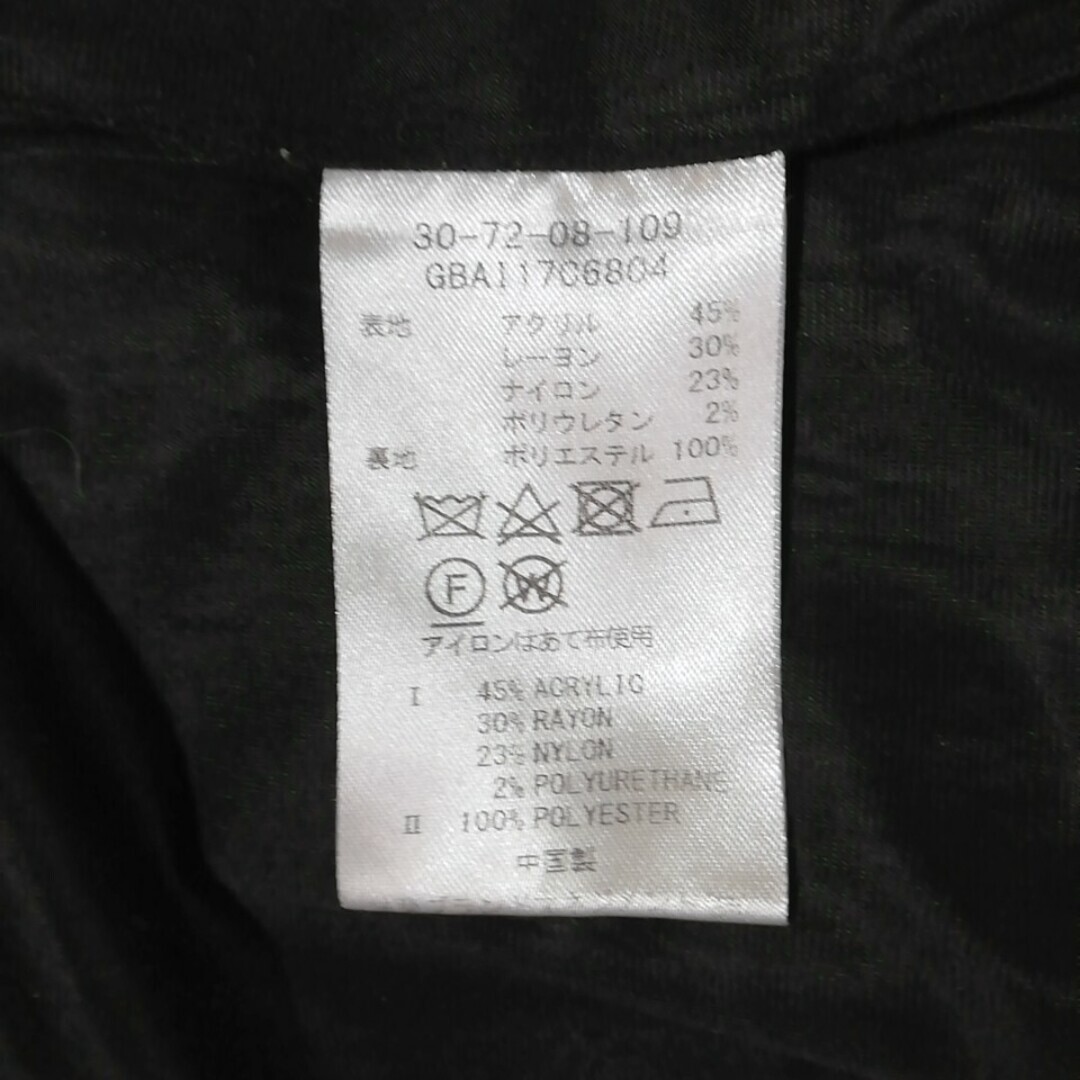 30-72-08-109
GBA117C6804
表地 アクリル 45%
レーヨン 30%
ナイロン 23%
ポリウレタン 2%
裏地 ポリエステル 100%
F W
アイロンはあて布使用
I 45% ACRYLIC
30% RAYON
23% NYLON
2% POLYURETHANE
II 100% POLYESTER
中国製